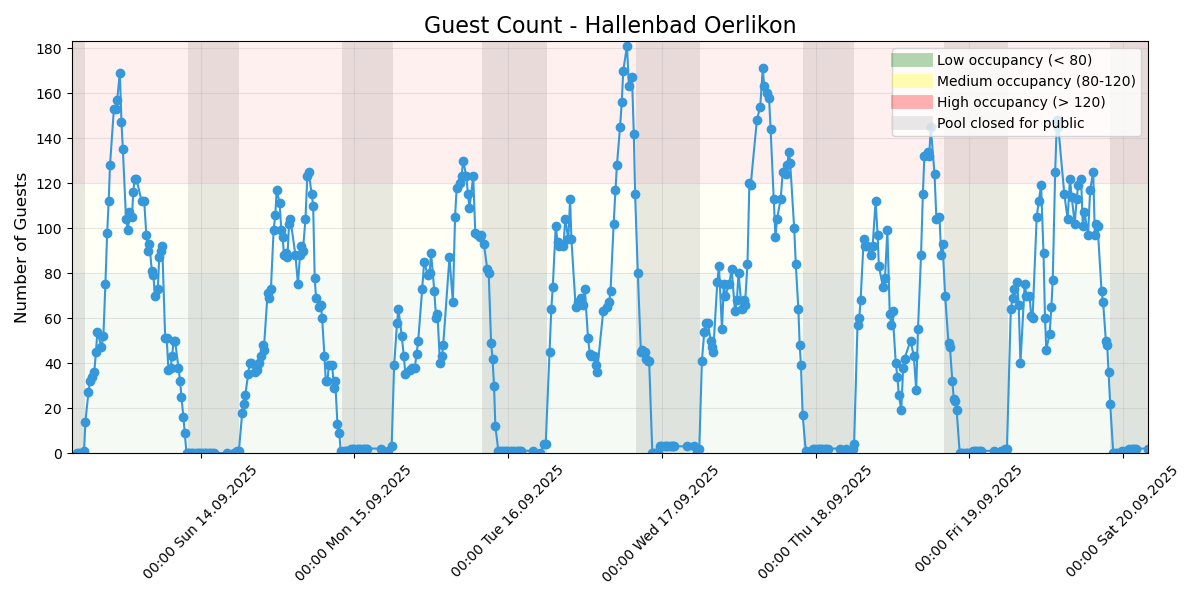 Guest Count - Hallenbad Oerlikon
Number of Guests
180
160
140
120
100
80
60
40
20
0
Low occupancy (< 80)
Medium occupancy (80-120)
High occupancy (> 120)
Pool closed for public
00:00 Sun 14.09.2025
00:00 Mon 15.09.2025
00:00 Tue 16.09.2025
00:00 Wed 17.09.2025
00:00 Thu 18.09.2025
00:00 Fri 19.09.2025
00:00 Sat 20.09.2025